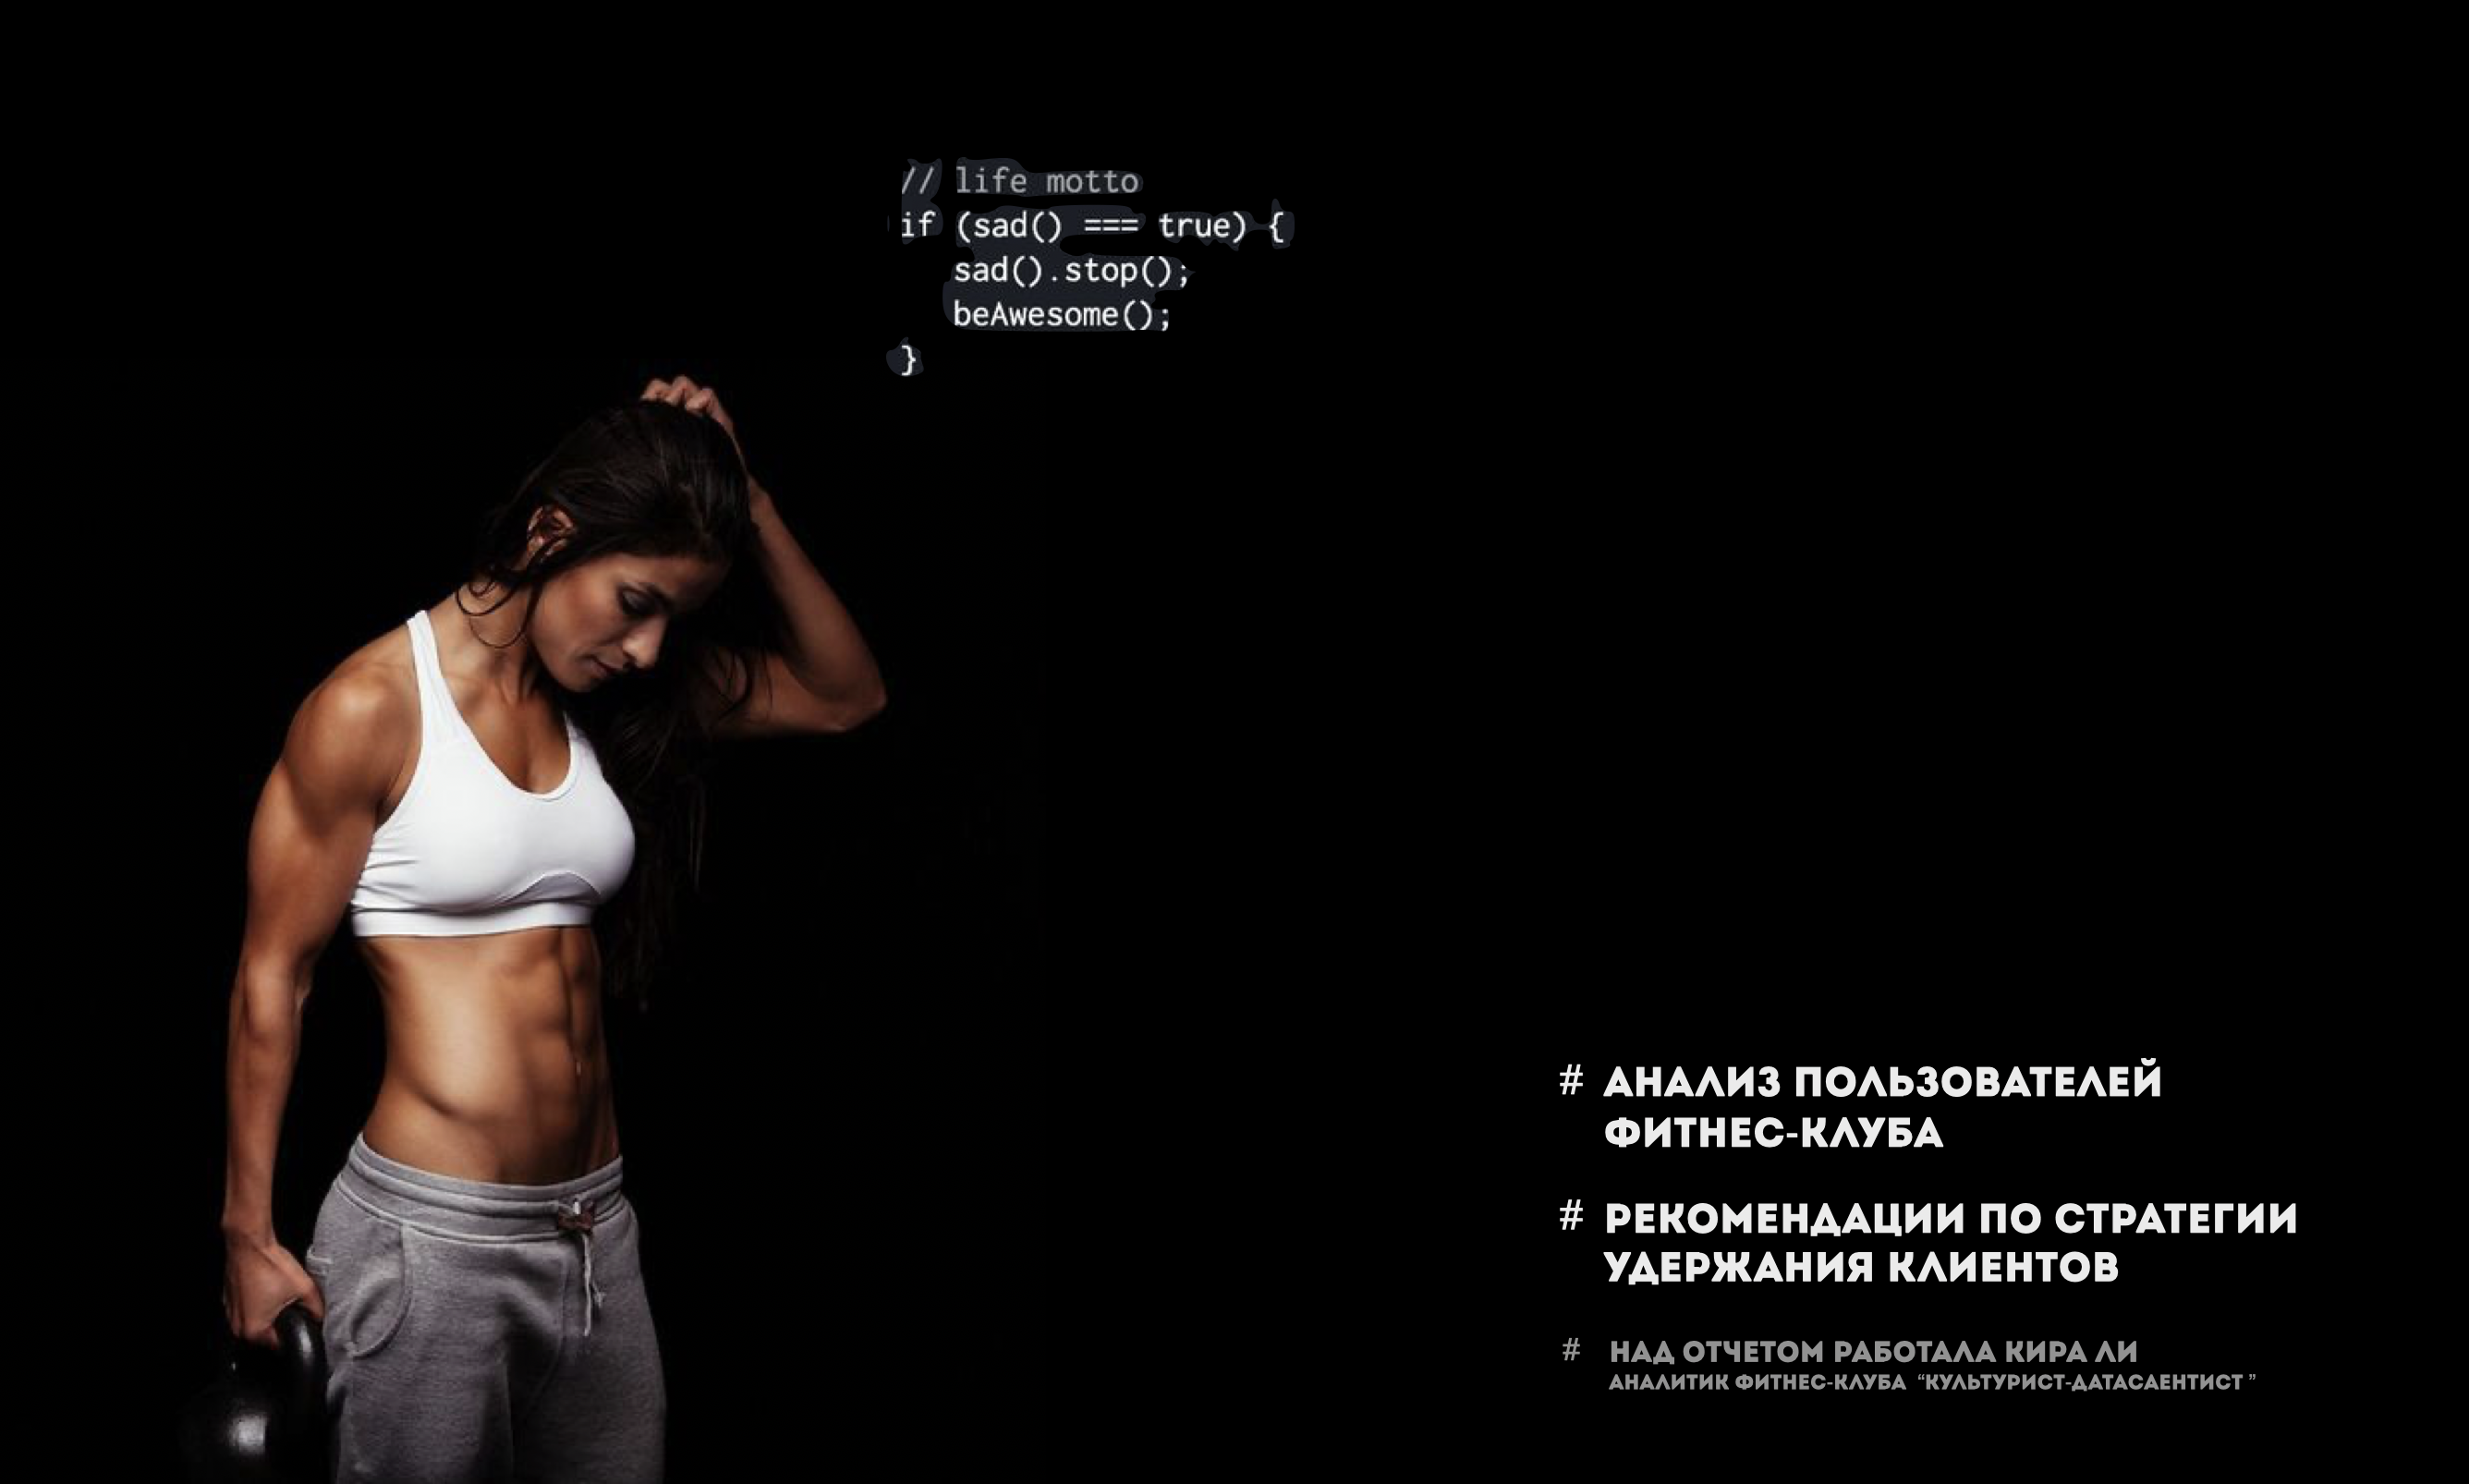 // life motto
if (sad() === true) {
sad().stop();
beAwesome();
}
# АНАЛИЗ ПОЛЬЗОВАТЕЛЕЙ
ФИТНЕС-КЛУБА
# РЕКОМЕНДАЦИИ ПО СТРАТЕГИИ
УДЕРЖАНИЯ КЛИЕНТОВ
# НАД ОТЧЕТОМ РАБОТАЛА КИРА ЛИ
АНАЛИТИК ФИТНЕС-КЛУБА “КУЛЬТУРИСТ-ДАТАСАЕНТИСТ ”